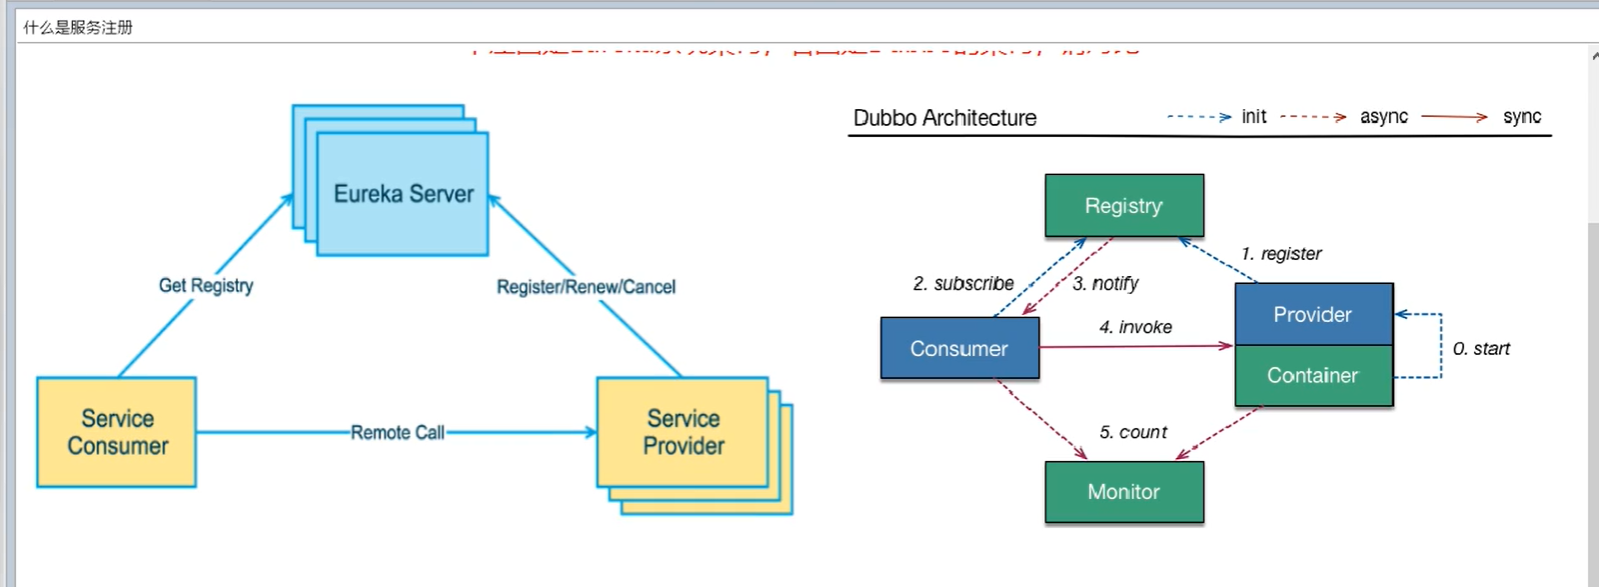 什么是服务注册
Eureka Server
Get Registry
Register/Renew/Cancel
Service
Consumer
Remote Call
Service
Provider
Dubbo Architecture
init
async
sync
Registry
1. register
2. subscribe
3. notify
Provider
4. invoke
Consumer
0. start
Container
5. count
Monitor